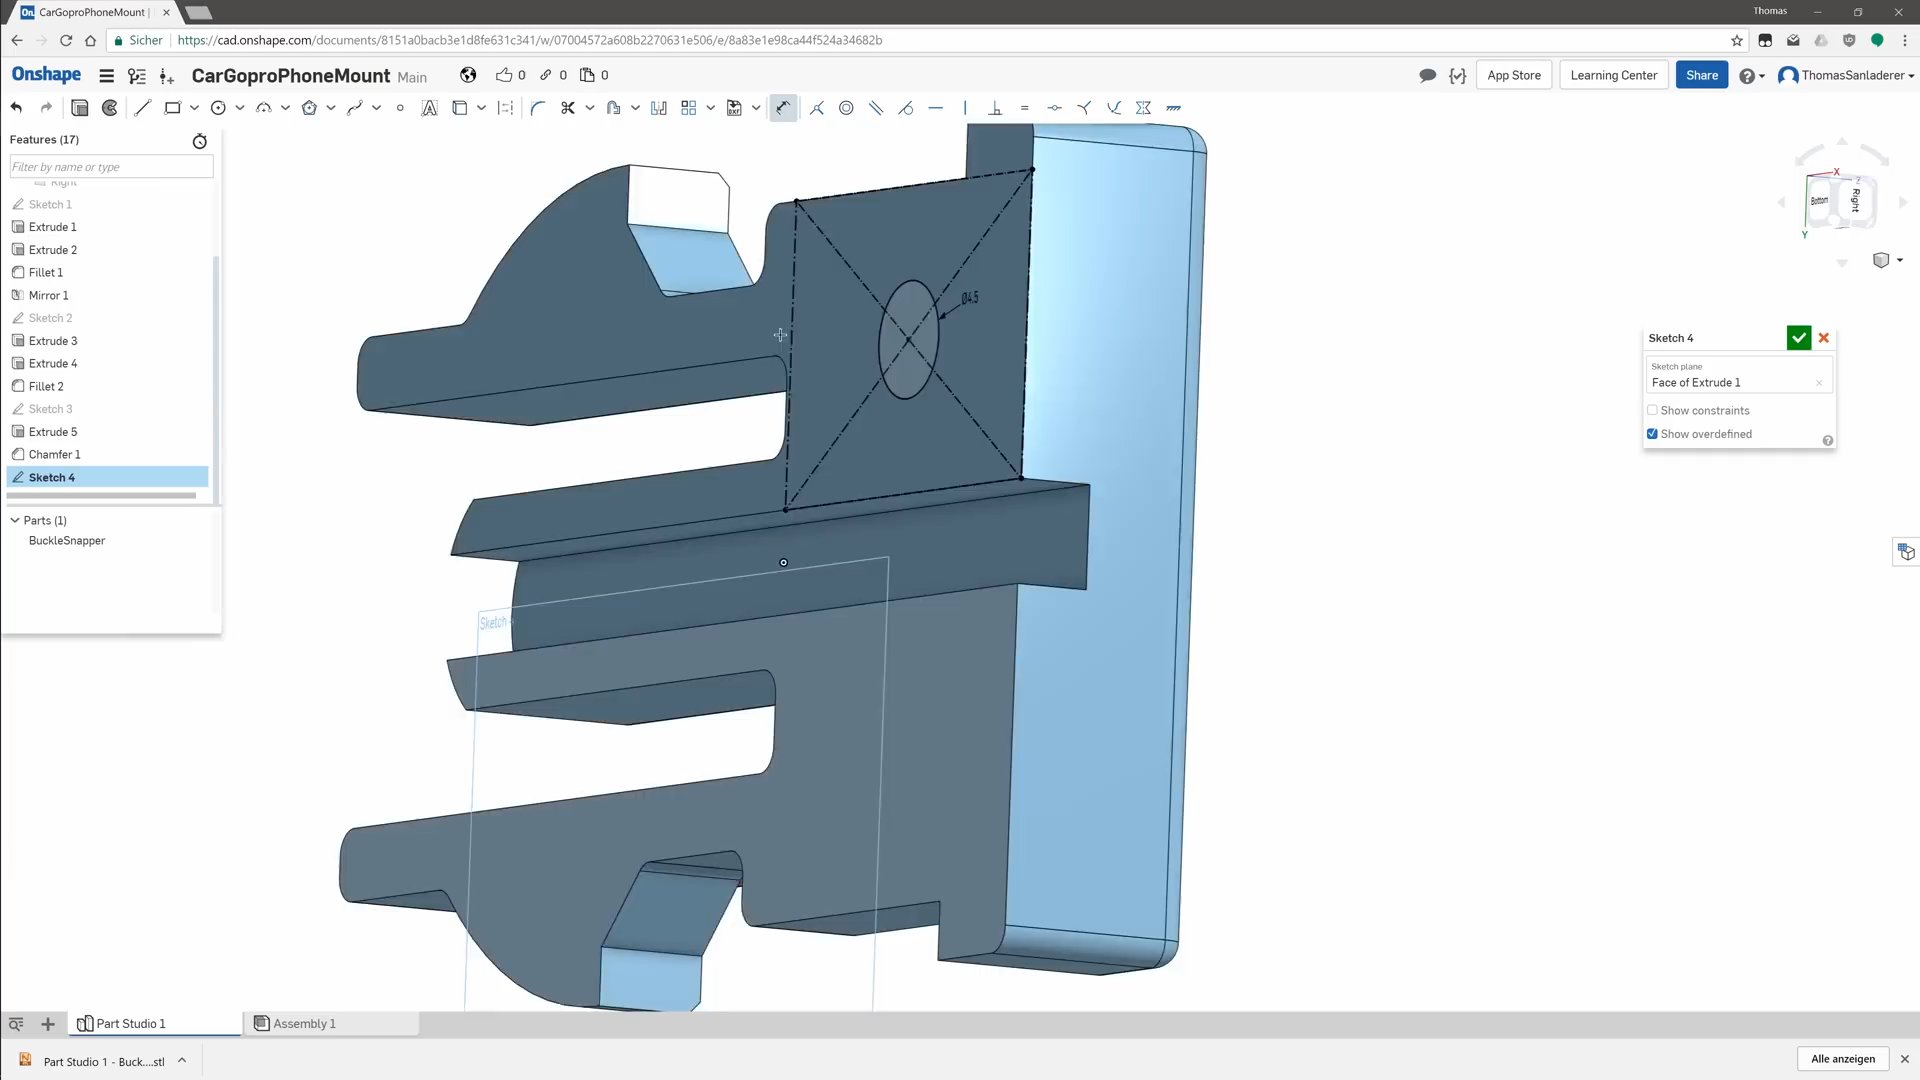 CarGoproPhoneMount
Thomas
Sicher
https://cad.onshape.com/documents/8151a0bacb3e1d8fe631c341/w/07004572a608b2270631e506/e/8a83e1e98ca44f524a34682b
Onshape
CarGoproPhoneMount Main
0
0
0
App Store
Learning Center
Share
ThomasSanladerer
Features (17)
Filter by name or type
Right
Sketch 1
Extrude 1
Extrude 2
Fillet 1
Mirror 1
Sketch 2
Extrude 3
Extrude 4
Fillet 2
Sketch 3
Extrude 5
Chamfer 1
Sketch 4
Parts (1)
BuckleSnapper
Ø4.5
Sketch
X
Z
Bottom
Right
Y
Sketch 4
Sketch plane
Face of Extrude 1
Show constraints
Show overdefined
Part Studio 1
Assembly 1
Part Studio 1 - Buck....stl
Alle anzeigen